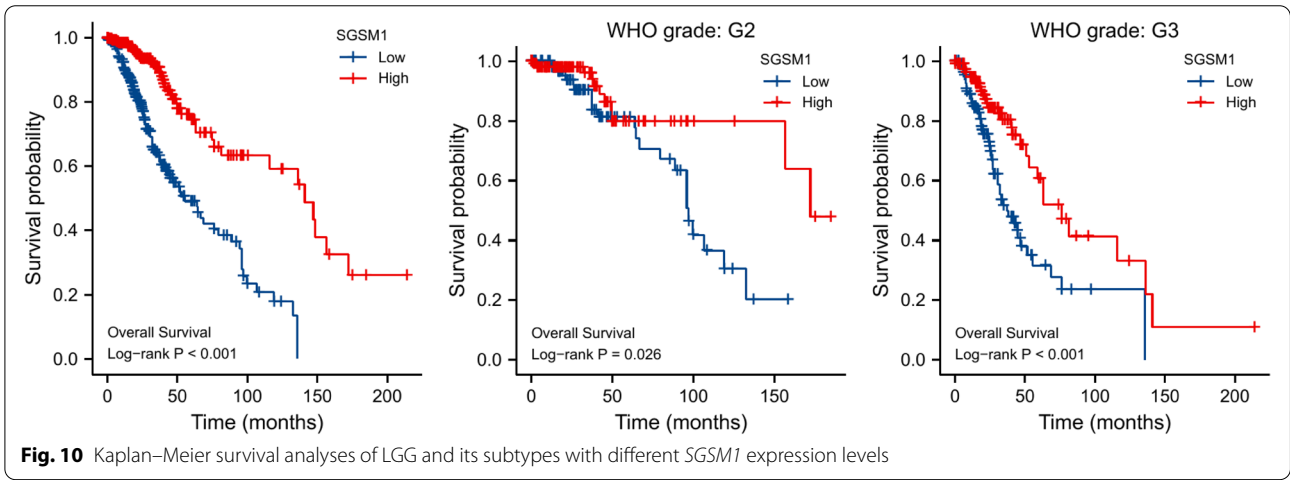 SGSM1
Low
High
1.0
0.8
0.6
0.4
0.2
0.0
Survival probability
Overall Survival
Log−rank P < 0.001
0 50 100 150 200
Time (months)
WHO grade: G2
SGSM1
Low
High
1.0
0.8
0.6
0.4
0.2
0.0
Survival probability
Overall Survival
Log−rank P = 0.026
0 50 100 150
Time (months)
WHO grade: G3
SGSM1
Low
High
1.0
0.8
0.6
0.4
0.2
0.0
Survival probability
Overall Survival
Log−rank P < 0.001
0 50 100 150 200
Time (months)
Fig. 10 Kaplan–Meier survival analyses of LGG and its subtypes with different SGSM1 expression levels